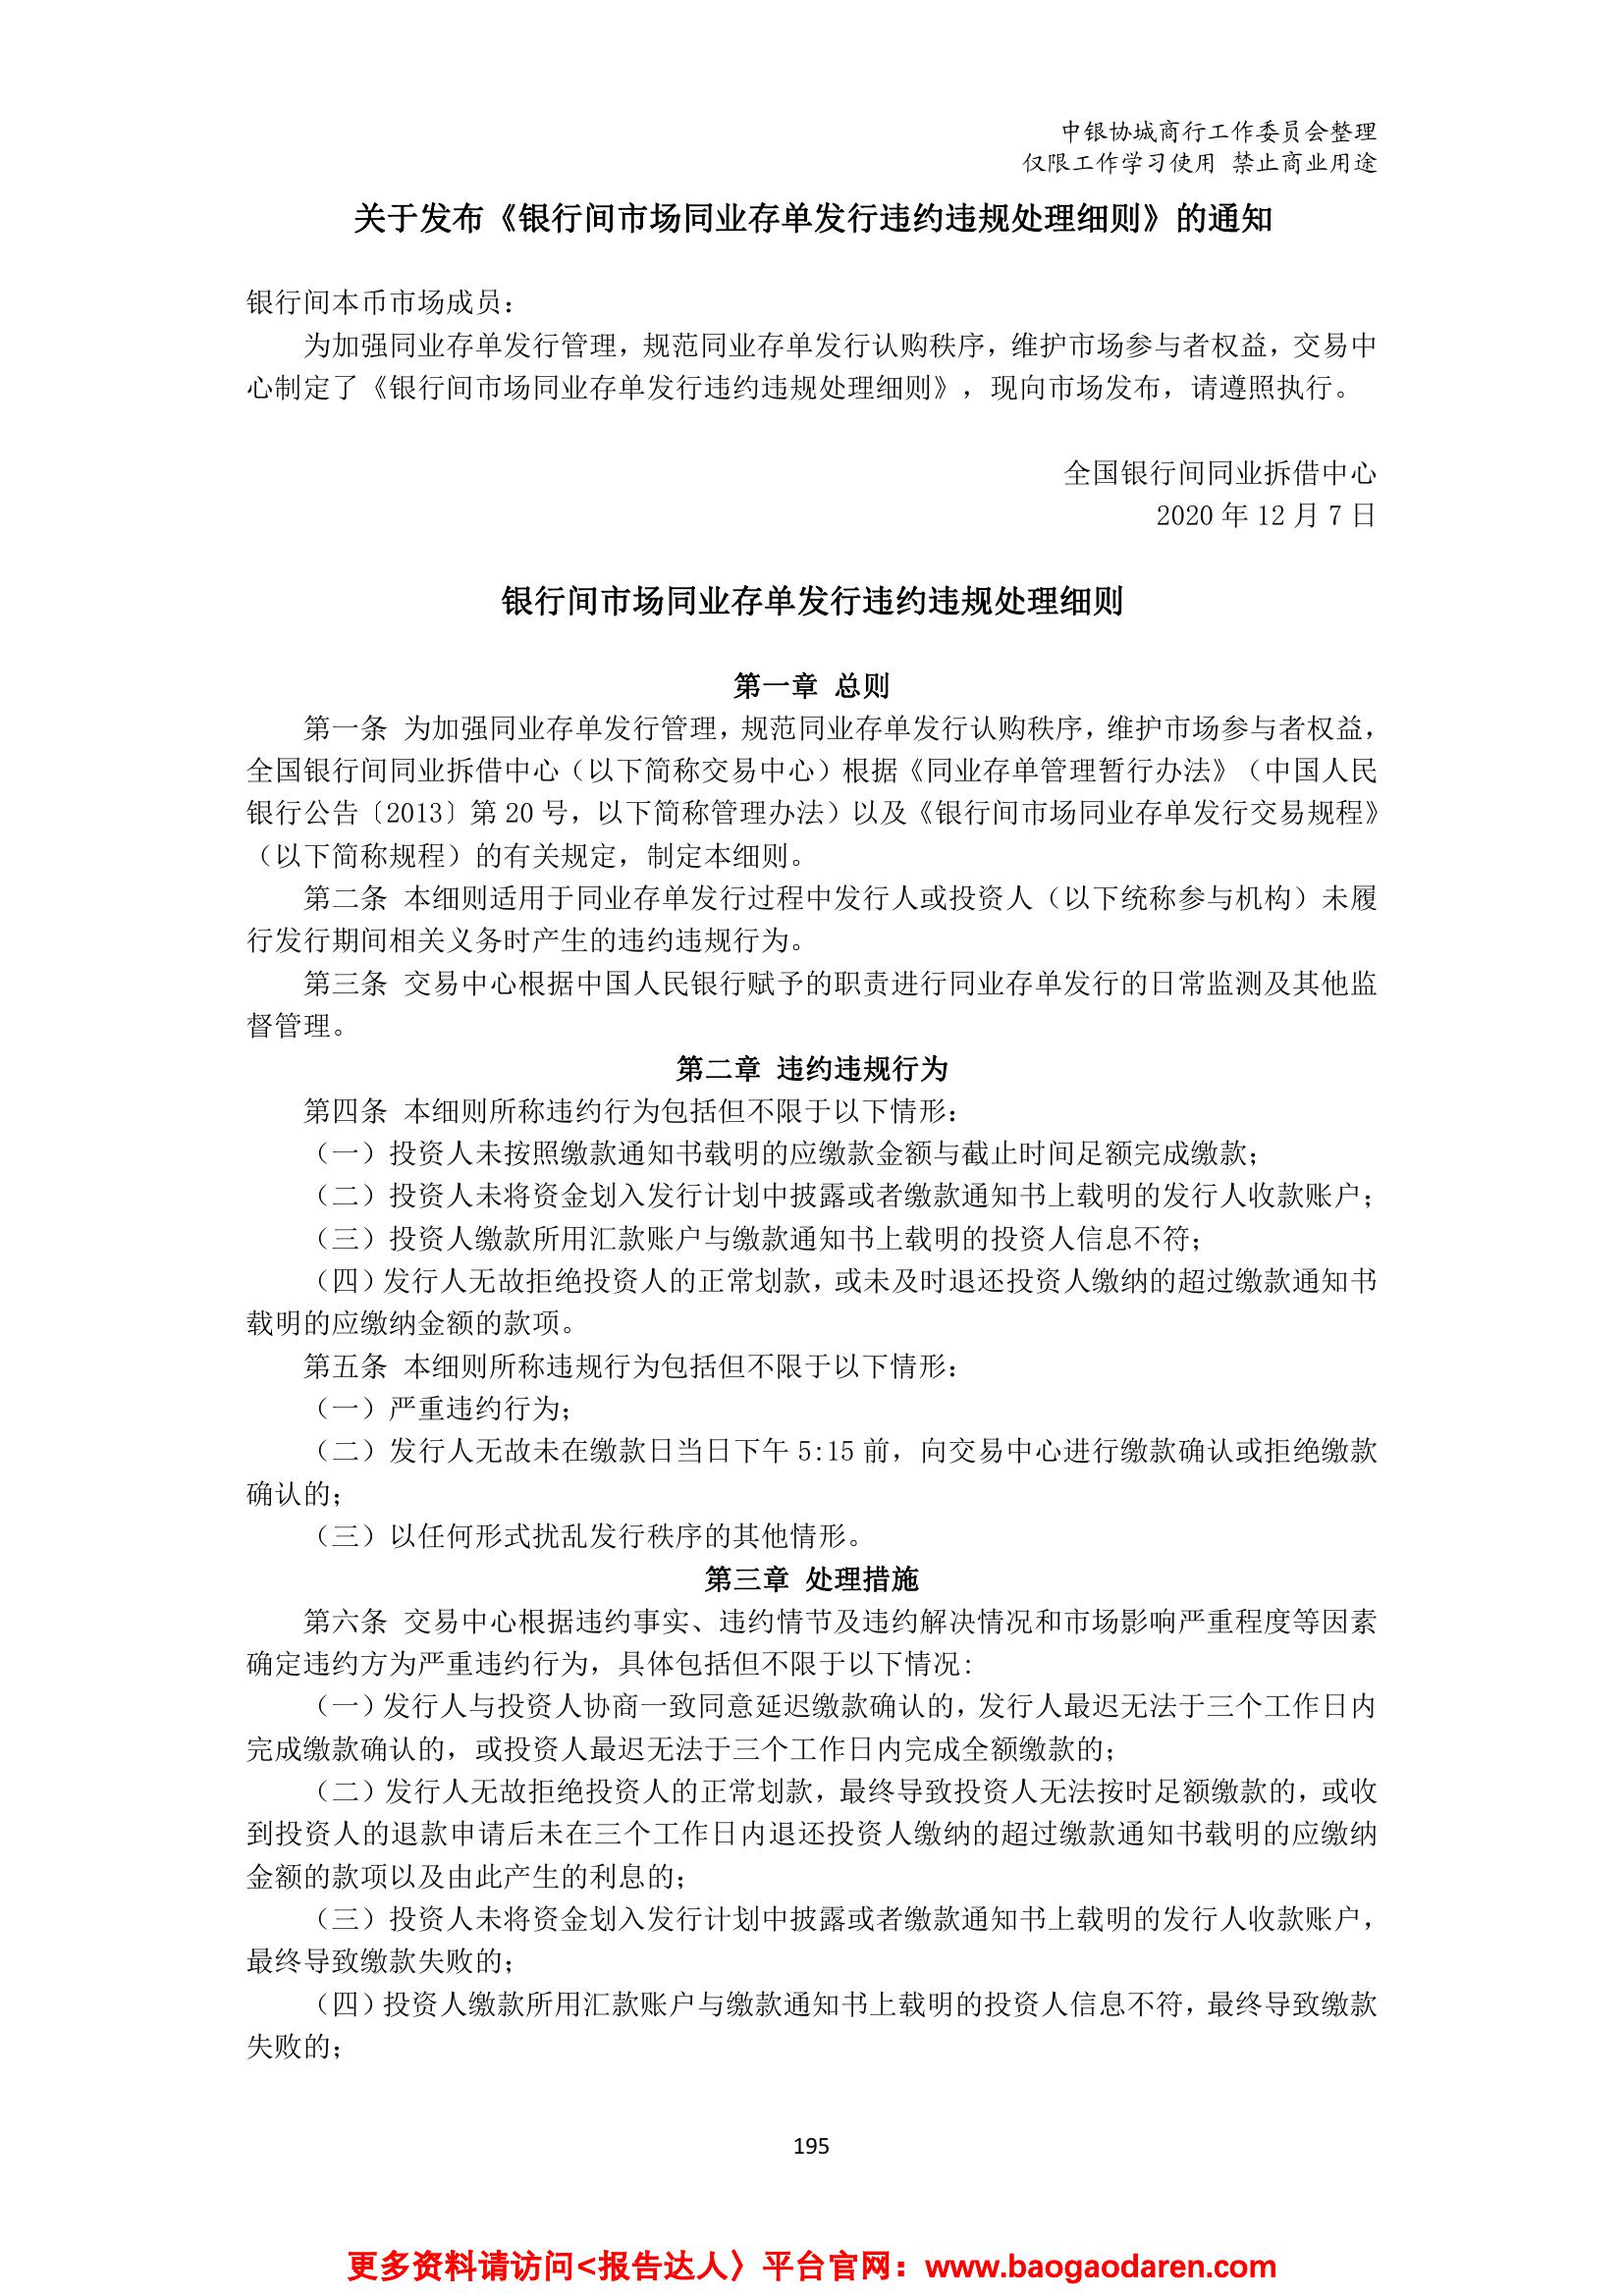 中银协城商行工作委员会整理
仅限工作学习使用 禁止商业用途
关于发布《银行间市场同业存单发行违约违规处理细则》的通知
银行间本币市场成员：
为加强同业存单发行管理，规范同业存单发行认购秩序，维护市场参与者权益，交易中
心制定了《银行间市场同业存单发行违约违规处理细则》，现向市场发布，请遵照执行。
全国银行间同业拆借中心
2020 年 12 月 7 日
银行间市场同业存单发行违约违规处理细则
第一章 总则
第一条 为加强同业存单发行管理，规范同业存单发行认购秩序，维护市场参与者权益，
全国银行间同业拆借中心（以下简称交易中心）根据《同业存单管理暂行办法》（中国人民
银行公告〔2013〕第 20 号，以下简称管理办法）以及《银行间市场同业存单发行交易规程》
（以下简称规程）的有关规定，制定本细则。
第二条 本细则适用于同业存单发行过程中发行人或投资人（以下统称参与机构）未履
行发行期间相关义务时产生的违约违规行为。
第三条 交易中心根据中国人民银行赋予的职责进行同业存单发行的日常监测及其他监
督管理。
第二章 违约违规行为
第四条 本细则所称违约行为包括但不限于以下情形：
（一）投资人未按照缴款通知书载明的应缴款金额与截止时间足额完成缴款；
（二）投资人未将资金划入发行计划中披露或者缴款通知书上载明的发行人收款账户；
（三）投资人缴款所用汇款账户与缴款通知书上载明的投资人信息不符；
（四）发行人无故拒绝投资人的正常划款，或未及时退还投资人缴纳的超过缴款通知书
载明的应缴纳金额的款项。
第五条 本细则所称违规行为包括但不限于以下情形：
（一）严重违约行为；
（二）发行人无故未在缴款日当日下午 5:15 前，向交易中心进行缴款确认或拒绝缴款
确认的；
（三）以任何形式扰乱发行秩序的其他情形。
第三章 处理措施
第六条 交易中心根据违约事实、违约情节及违约解决情况和市场影响严重程度等因素
确定违约方为严重违约行为，具体包括但不限于以下情况：
（一）发行人与投资人协商一致同意延迟缴款确认的，发行人最迟无法于三个工作日内
完成缴款确认的，或投资人最迟无法于三个工作日内完成全额缴款的；
（二）发行人无故拒绝投资人的正常划款，最终导致投资人无法按时足额缴款的，或收
到投资人的退款申请后未在三个工作日内退还投资人缴纳的超过缴款通知书载明的应缴纳
金额的款项以及由此产生的利息的；
（三）投资人未将资金划入发行计划中披露或者缴款通知书上载明的发行人收款账户，
最终导致缴款失败的；
（四）投资人缴款所用汇款账户与缴款通知书上载明的投资人信息不符，最终导致缴款
失败的；
195
更多资料请访问<报告达人〉平台官网：www.baogaodaren.com